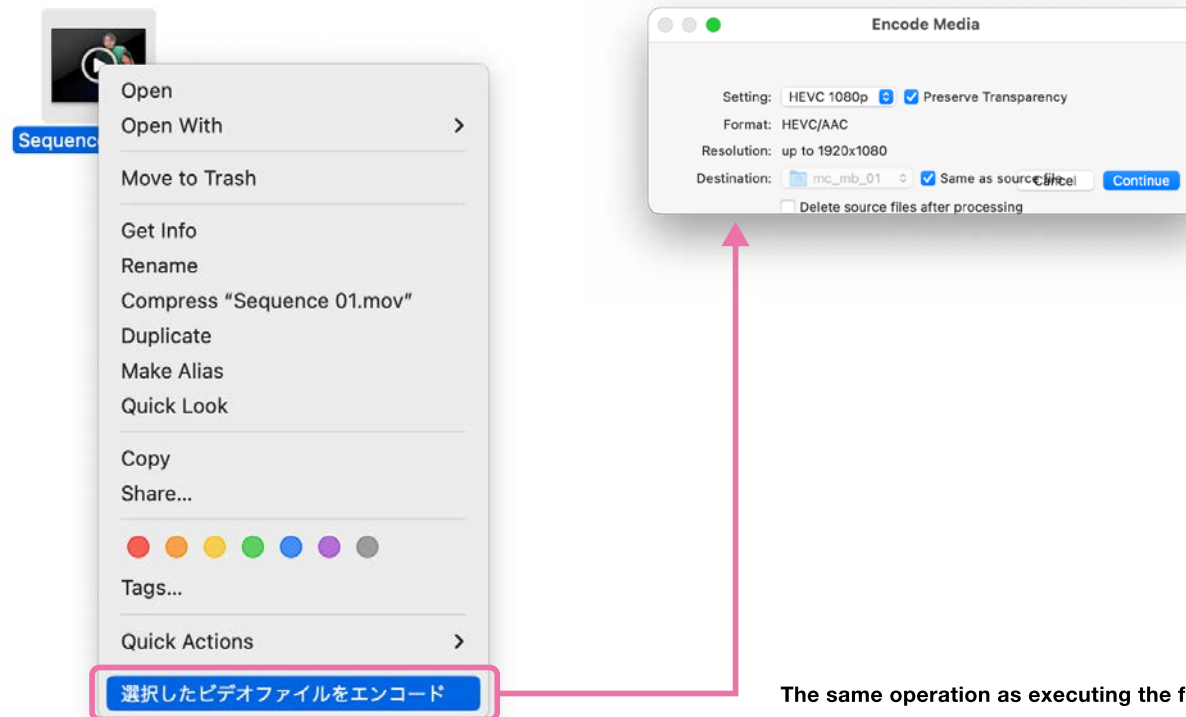 Sequenc
Open
Open With
Move to Trash
Get Info
Rename
Compress “Sequence 01.mov”
Duplicate
Make Alias
Quick Look
Copy
Share...
Tags...
Quick Actions
選択したビデオファイルをエンコード
Encode Media
Setting: HEVC 1080p Preserve Transparency
Format: HEVC/AAC
Resolution: up to 1920x1080
Destination: mc_mb_01 Same as source file Cancel Continue
Delete source files after processing
The same operation as executing the f